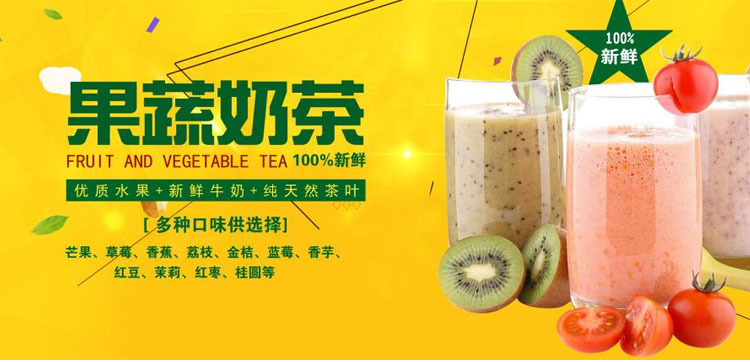 果蔬奶茶
FRUIT AND VEGETABLE TEA 100%新鲜
优质水果+新鲜牛奶+纯天然茶叶
[ 多种口味供选择]
芒果、草莓、香蕉、荔枝、金桔、蓝莓、香芋、
红豆、茉莉、红枣、桂圆等
100%
新鲜